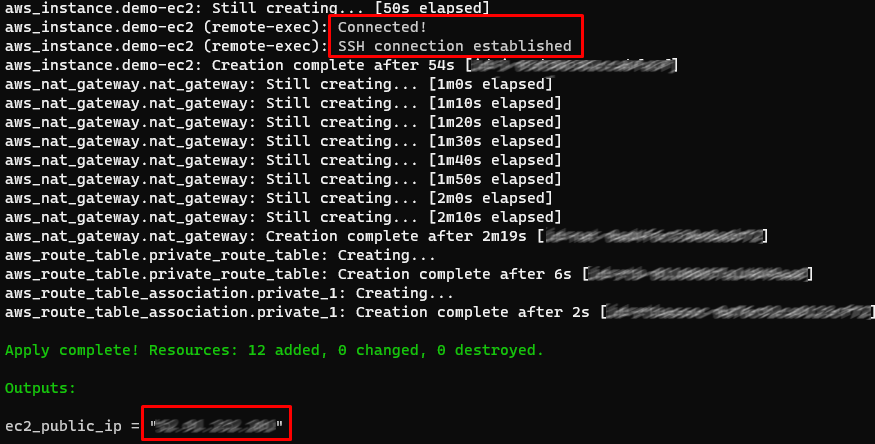 aws_instance.demo-ec2: Still creating... [50s elapsed]
aws_instance.demo-ec2 (remote-exec): Connected!
aws_instance.demo-ec2 (remote-exec): SSH connection established
aws_instance.demo-ec2: Creation complete after 54s [ ]
aws_nat_gateway.nat_gateway: Still creating... [1m0s elapsed]
aws_nat_gateway.nat_gateway: Still creating... [1m10s elapsed]
aws_nat_gateway.nat_gateway: Still creating... [1m20s elapsed]
aws_nat_gateway.nat_gateway: Still creating... [1m30s elapsed]
aws_nat_gateway.nat_gateway: Still creating... [1m40s elapsed]
aws_nat_gateway.nat_gateway: Still creating... [1m50s elapsed]
aws_nat_gateway.nat_gateway: Still creating... [2m0s elapsed]
aws_nat_gateway.nat_gateway: Still creating... [2m10s elapsed]
aws_nat_gateway.nat_gateway: Creation complete after 2m19s [ ]
aws_route_table.private_route_table: Creating...
aws_route_table.private_route_table: Creation complete after 6s [ ]
aws_route_table_association.private_1: Creating...
aws_route_table_association.private_1: Creation complete after 2s [ ]
Apply complete! Resources: 12 added, 0 changed, 0 destroyed.
Outputs:
ec2_public_ip = " "